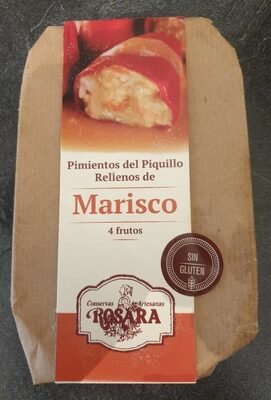 Pimientos del Piquillo
Rellenos de
Marisco
4 frutos
SIN
GLUTEN
Conservas Artesanas
ROSARA